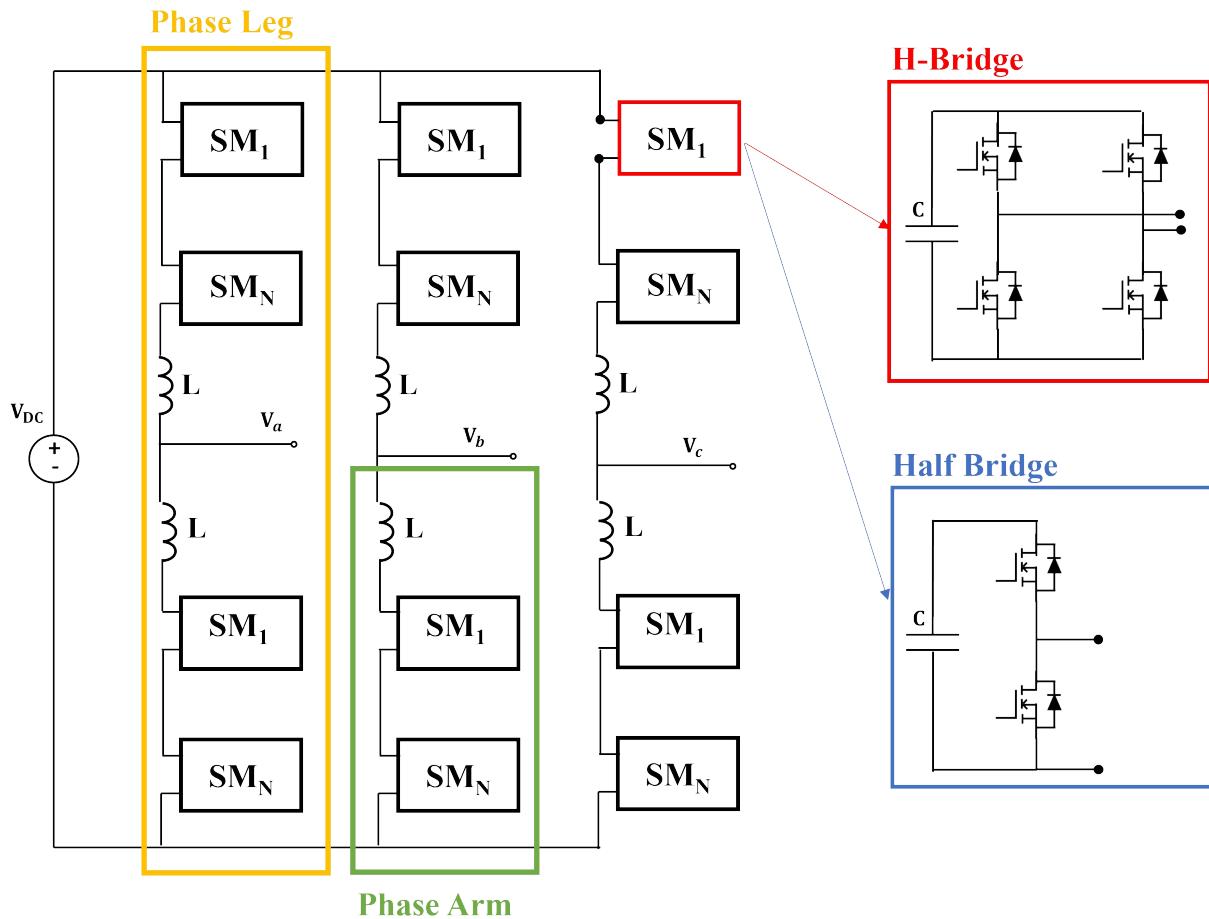 Phase Leg
H-Bridge
SM1
SM1
SM1
C
SMN
SMN
SMN
L
L
L
VDC
+
-
Va
Vb
Vc
Half Bridge
L
L
L
C
SM1
SM1
SM1
SMN
SMN
SMN
Phase Arm